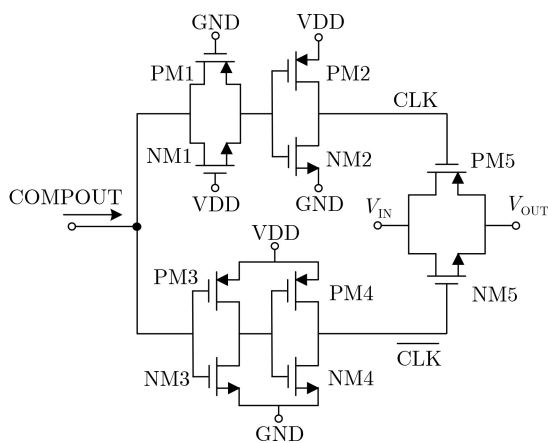 GND
VDD
PM1
PM2
CLK
NM1
NM2
PM5
COMPOUT
VDD
GND
V_IN
V_OUT
VDD
PM3
PM4
NM5
CLK
NM3
NM4
GND